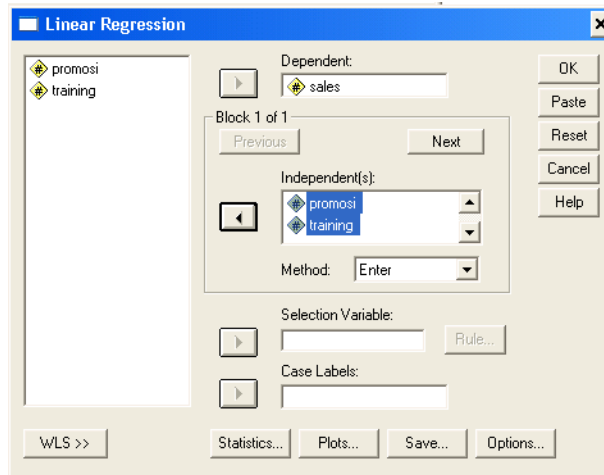 Linear Regression
promosi
training
Dependent:
sales
Block 1 of 1
Previous
Next
Independent(s):
promosi
training
Method:
Enter
Selection Variable:
Rule...
Case Labels:
WLS >>
Statistics...
Plots...
Save...
Options...
OK
Paste
Reset
Cancel
Help